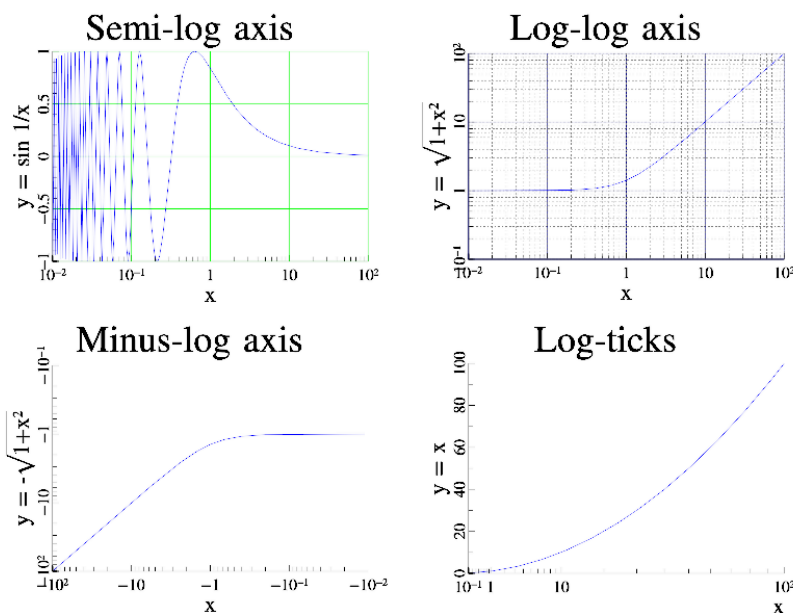 Semi-log axis
y = sin 1/x
1
0.5
0
−0.5
−1
10⁻² 10⁻¹ 1 10 10²
x
Log-log axis
y = √1+x²
10²
10
1
10⁻¹
10⁻² 10⁻¹ 1 10 10²
x
Minus-log axis
y = -√1+x²
−10⁻¹
−1
−10
−10² −10 −1 −10⁻¹ −10⁻²
x
Log-ticks
y = x
100
80
60
40
20
0
10⁻¹ 1 10 10²
x